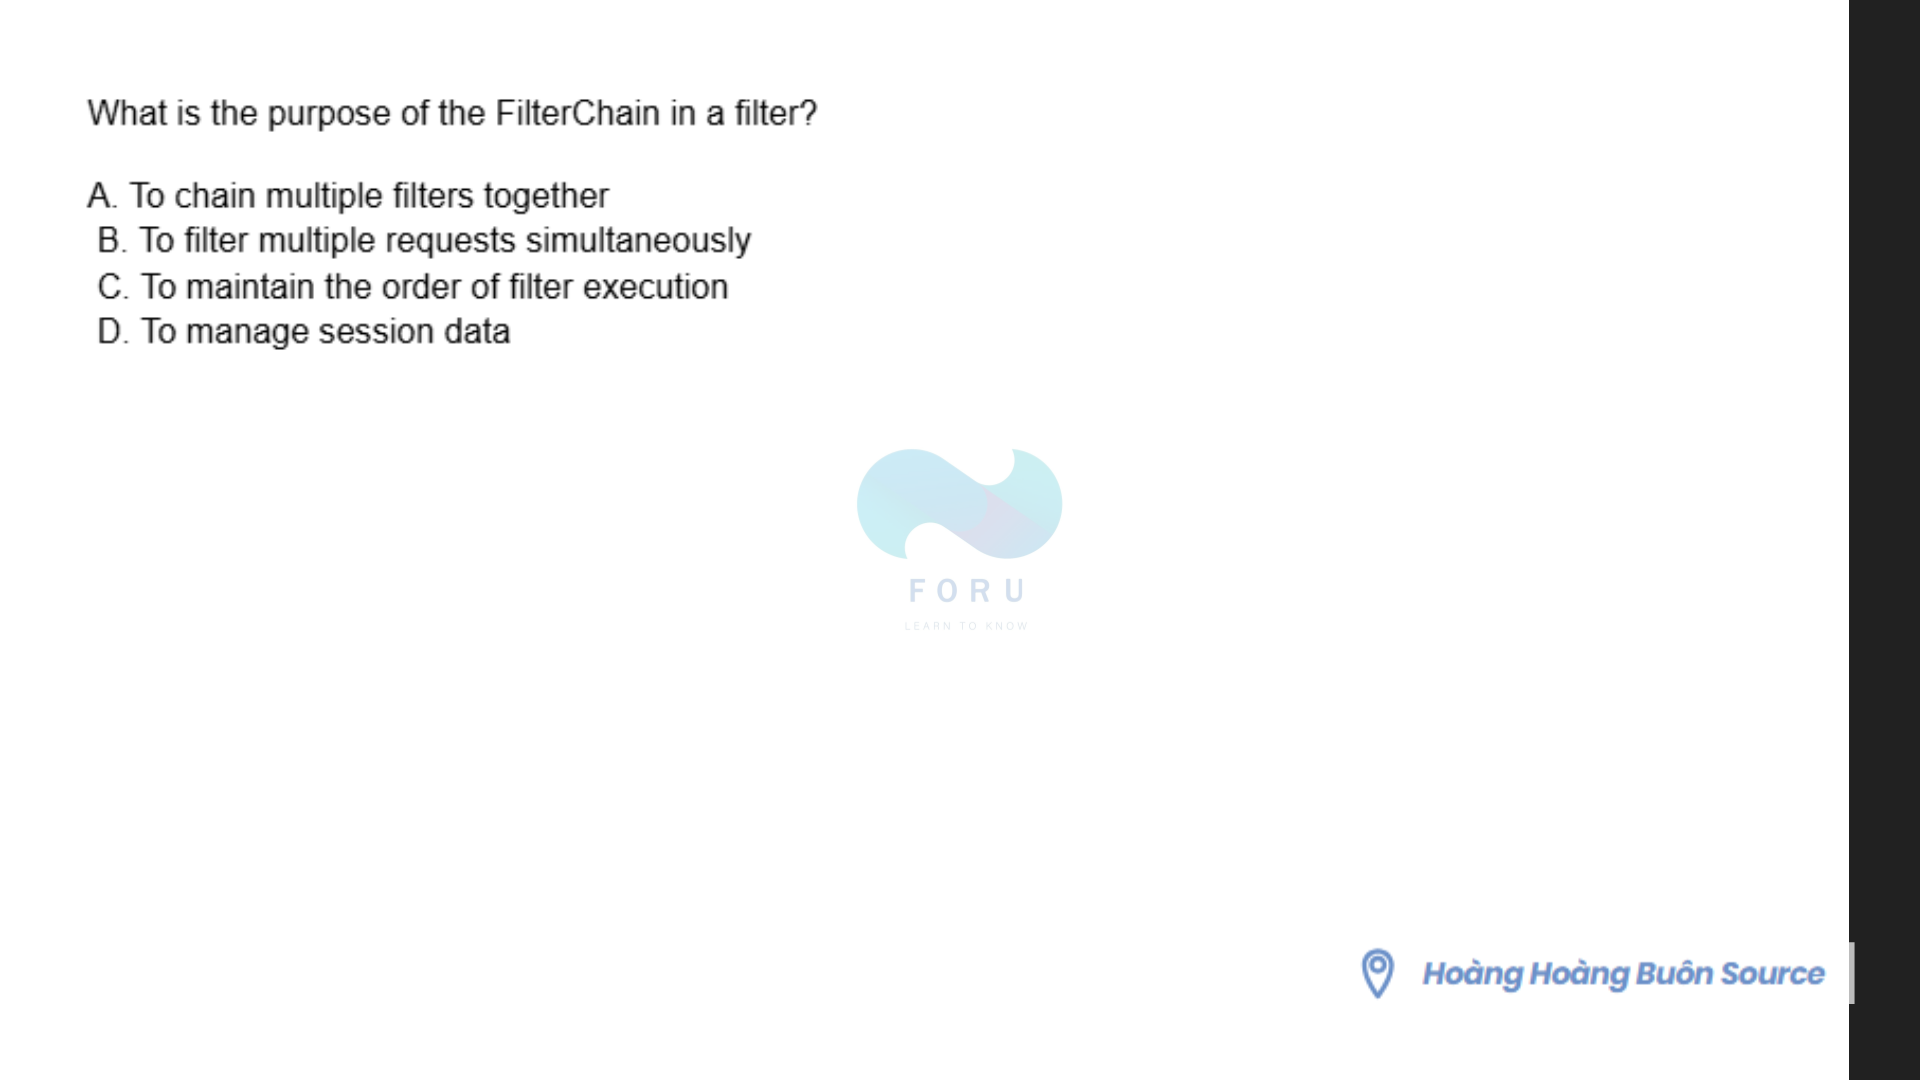 What is the purpose of the FilterChain in a filter?
A. To chain multiple filters together
B. To filter multiple requests simultaneously
C. To maintain the order of filter execution
D. To manage session data
FORU
LEARN TO KNOW
Hoàng Hoàng Buôn Source